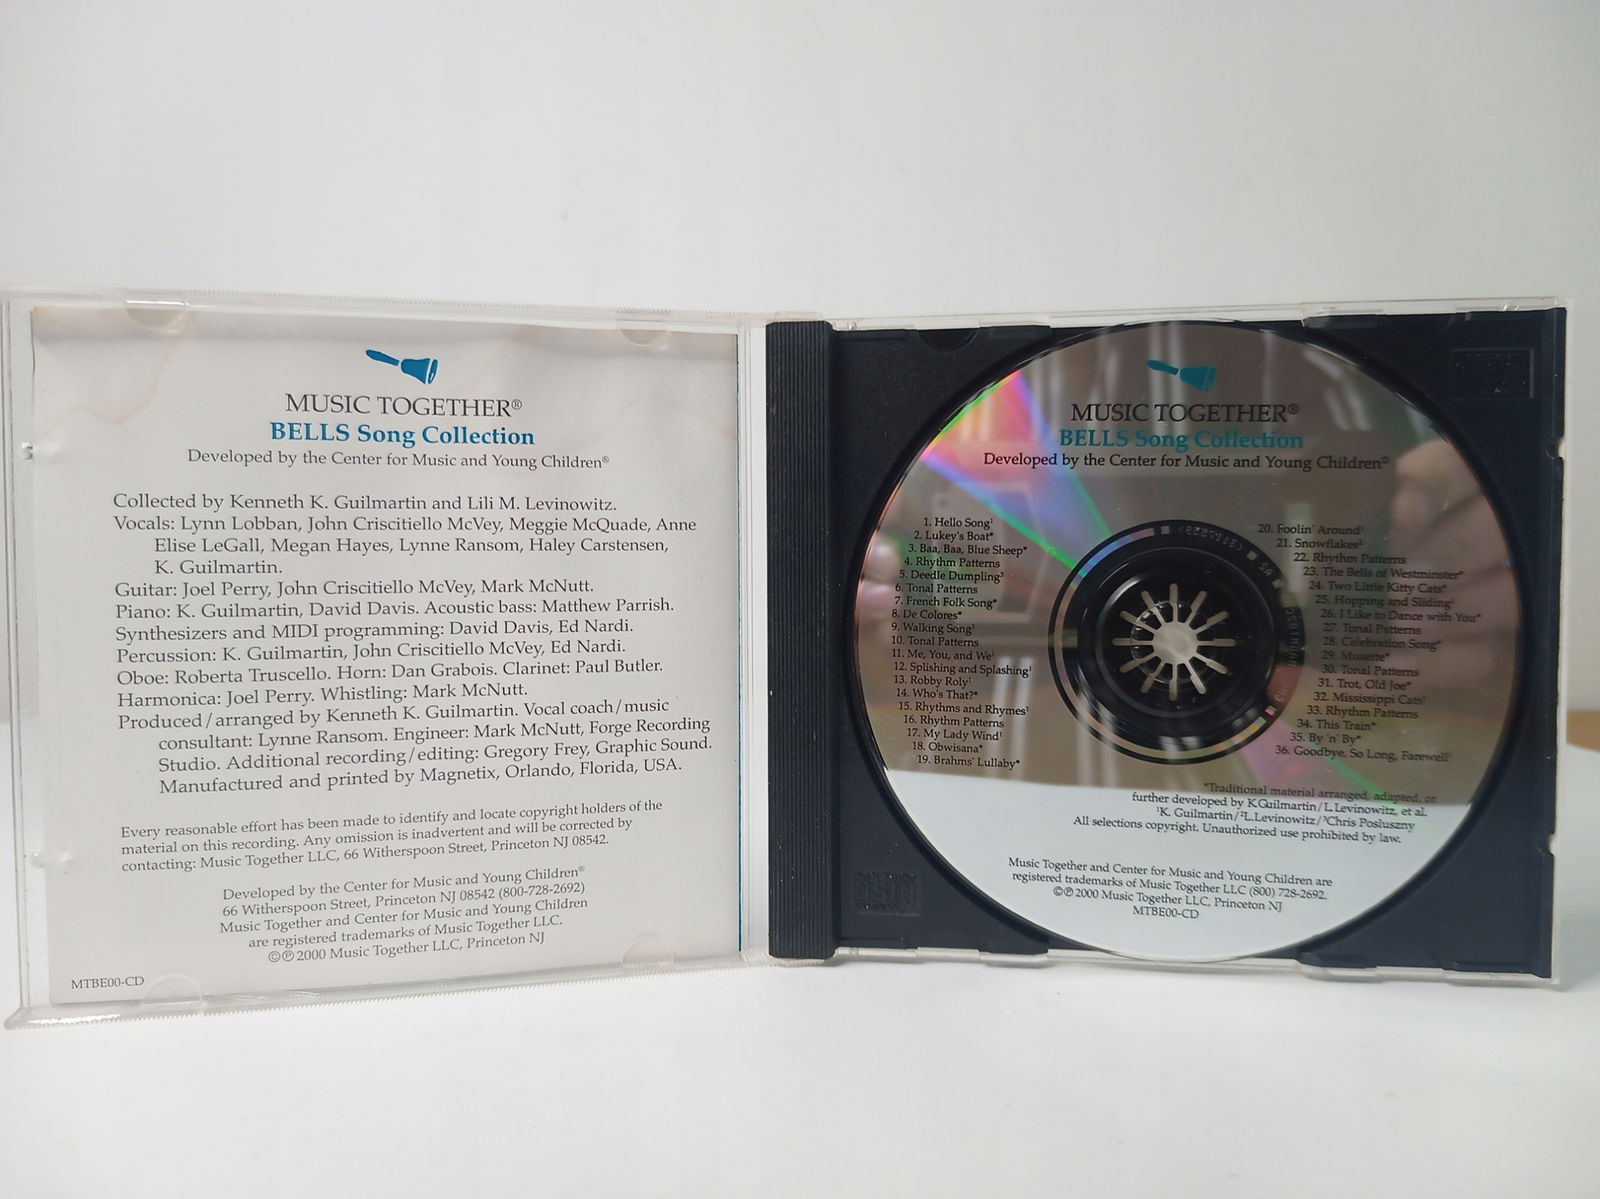 MUSIC TOGETHER®
BELLS Song Collection
Developed by the Center for Music and Young Children®
Collected by Kenneth K. Guilmartin and Lili M. Levinowitz.
Vocals: Lynn Lobban, John Criscitiello McVey, Meggie McQuade, Anne
Elise LeGall, Megan Hayes, Lynne Ransom, Haley Carstensen,
K. Guilmartin.
Guitar: Joel Perry, John Criscitiello McVey, Mark McNutt.
Piano: K. Guilmartin, David Davis. Acoustic bass: Matthew Parrish.
Synthesizers and MIDI programming: David Davis, Ed Nardi.
Percussion: K. Guilmartin, John Criscitiello McVey, Ed Nardi.
Oboe: Roberta Truscello. Horn: Dan Grabois. Clarinet: Paul Butler.
Harmonica: Joel Perry. Whistling: Mark McNutt.
Produced/arranged by Kenneth K. Guilmartin. Vocal coach/music
consultant: Lynne Ransom. Engineer: Mark McNutt, Forge Recording
Studio. Additional recording/editing: Gregory Frey, Graphic Sound.
Manufactured and printed by Magnetix, Orlando, Florida, USA.
Every reasonable effort has been made to identify and locate copyright holders of the
material on this recording. Any omission is inadvertent and will be corrected by
contacting: Music Together LLC, 66 Witherspoon Street, Princeton NJ 08542.
Developed by the Center for Music and Young Children®
66 Witherspoon Street, Princeton NJ 08542 (800-728-2692)
Music Together and Center for Music and Young Children
are registered trademarks of Music Together LLC.
©℗2000 Music Together LLC, Princeton NJ
MTBE00-CD
MUSIC TOGETHER®
BELLS Song Collection
Developed by the Center for Music and Young Children®
1. Hello Song¹
2. Lukey's Boat*
3. Baa, Baa, Blue Sheep*
4. Rhythm Patterns
5. Deedle Dumpling³
6. Tonal Patterns
7. French Folk Song*
8. De Colores*
9. Walking Song¹
10. Tonal Patterns
11. Me, You, and We¹
12. Splishing and Splashing¹
13. Robby Roly¹
14. Who's That?*
15. Rhythms and Rhymes¹
16. Rhythm Patterns
17. My Lady Wind¹
18. Obwisana*
19. Brahms' Lullaby*
20. Foolin' Around¹
21. Snowflakes²
22. Rhythm Patterns
23. The Bells of Westminster*
24. Two Little Kitty Cats*
25. Hopping and Sliding¹
26. I Like to Dance with You*
27. Tonal Patterns
28. Celebration Song*
29. Musette*
30. Tonal Patterns
31. Trot, Old Joe*
32. Mississippi Cats¹
33. Rhythm Patterns
34. This Train*
35. By 'n' By*
36. Goodbye, So Long, Farewell¹
*Traditional material arranged, adapted, or
further developed by K.Guilmartin/L.Levinowitz, et al.
¹K. Guilmartin/²L.Levinowitz/³Chris Posluszny
All selections copyright. Unauthorized use prohibited by law.
Music Together and Center for Music and Young Children are
registered trademarks of Music Together LLC (800) 728-2692.
©℗2000 Music Together LLC, Princeton NJ
MTBE00-CD